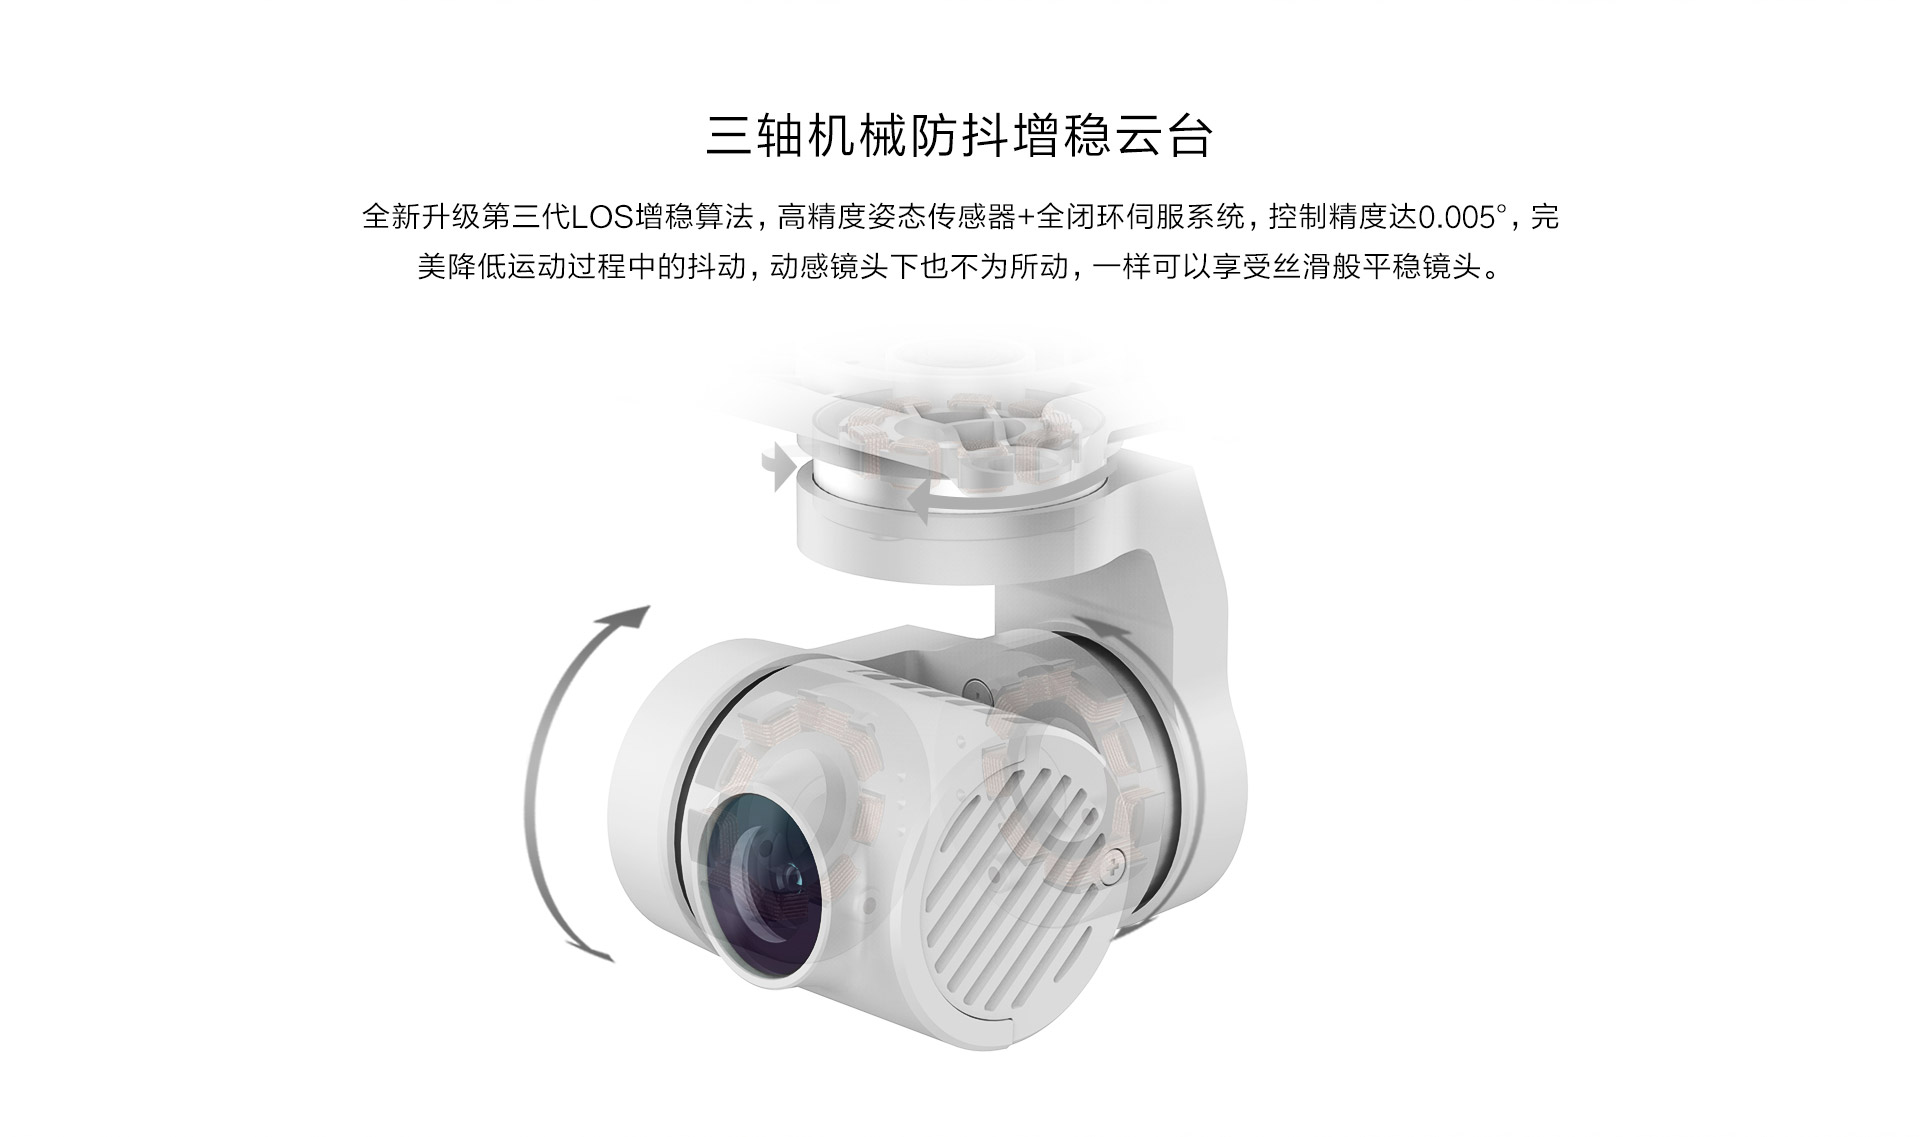 三轴机械防抖增稳云台
全新升级第三代LOS增稳算法，高精度姿态传感器+全闭环伺服系统，控制精度达0.005°，完
美降低运动过程中的抖动，动感镜头下也不为所动，一样可以享受丝滑般平稳镜头。